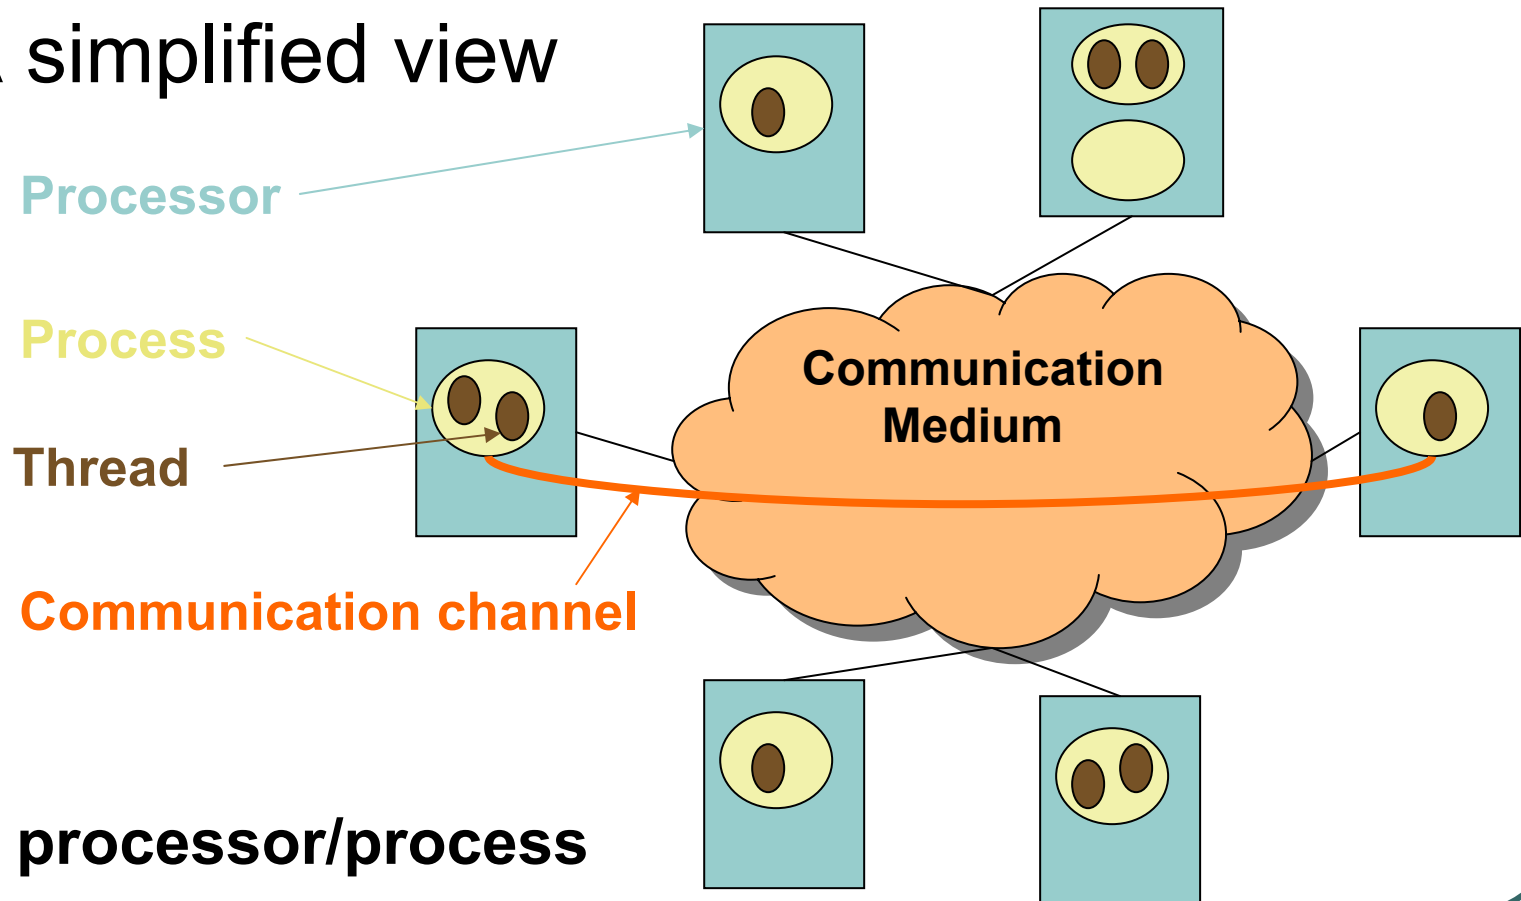 simplified view
Processor
Process
Communication
Medium
Thread
Communication channel
processor/process